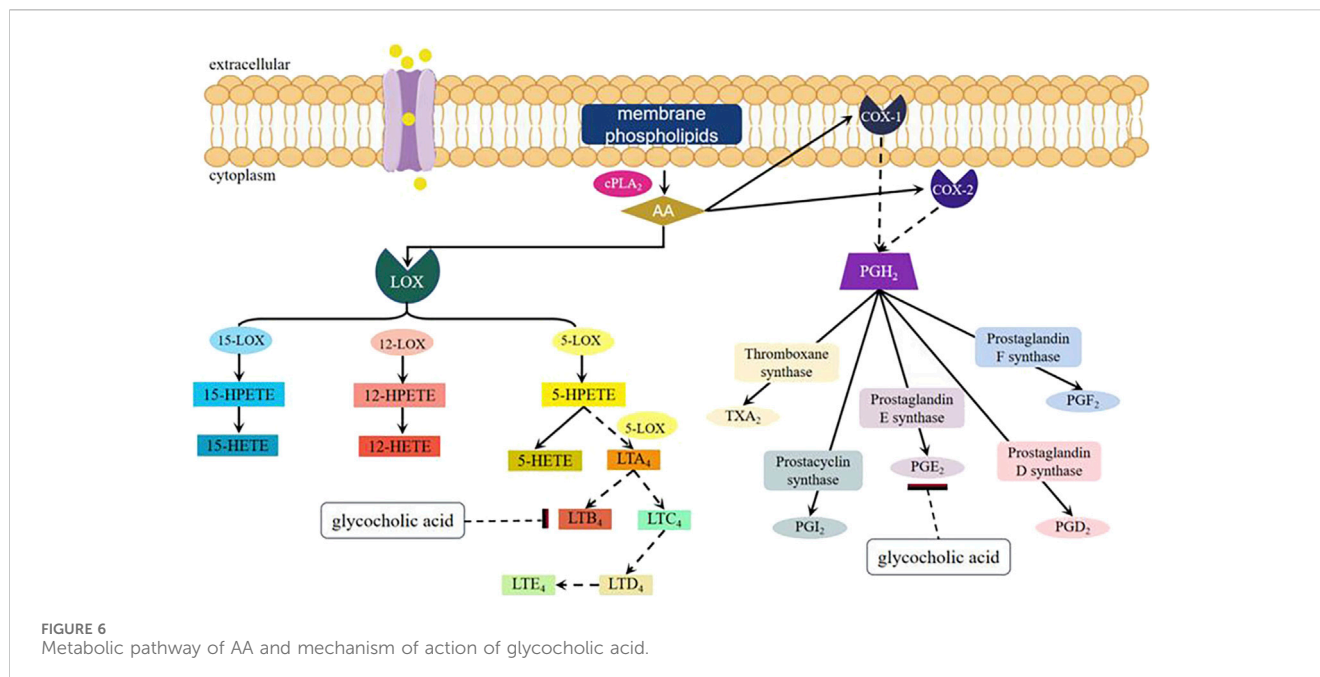 extracellular
cytoplasm
membrane
phospholipids
COX-1
cPLA₂
AA
COX-2
LOX
PGH₂
15-LOX
12-LOX
5-LOX
Thromboxane
synthase
Prostaglandin
F synthase
15-HPETE
12-HPETE
5-HPETE
TXA₂
Prostaglandin
E synthase
PGF₂
5-LOX
15-HETE
12-HETE
5-HETE
LTA₄
Prostacyclin
synthase
PGE₂
Prostaglandin
D synthase
glycocholic acid
LTB₄
LTC₄
PGI₂
PGD₂
glycocholic acid
LTE₄
LTD₄
FIGURE 6
Metabolic pathway of AA and mechanism of action of glycocholic acid.